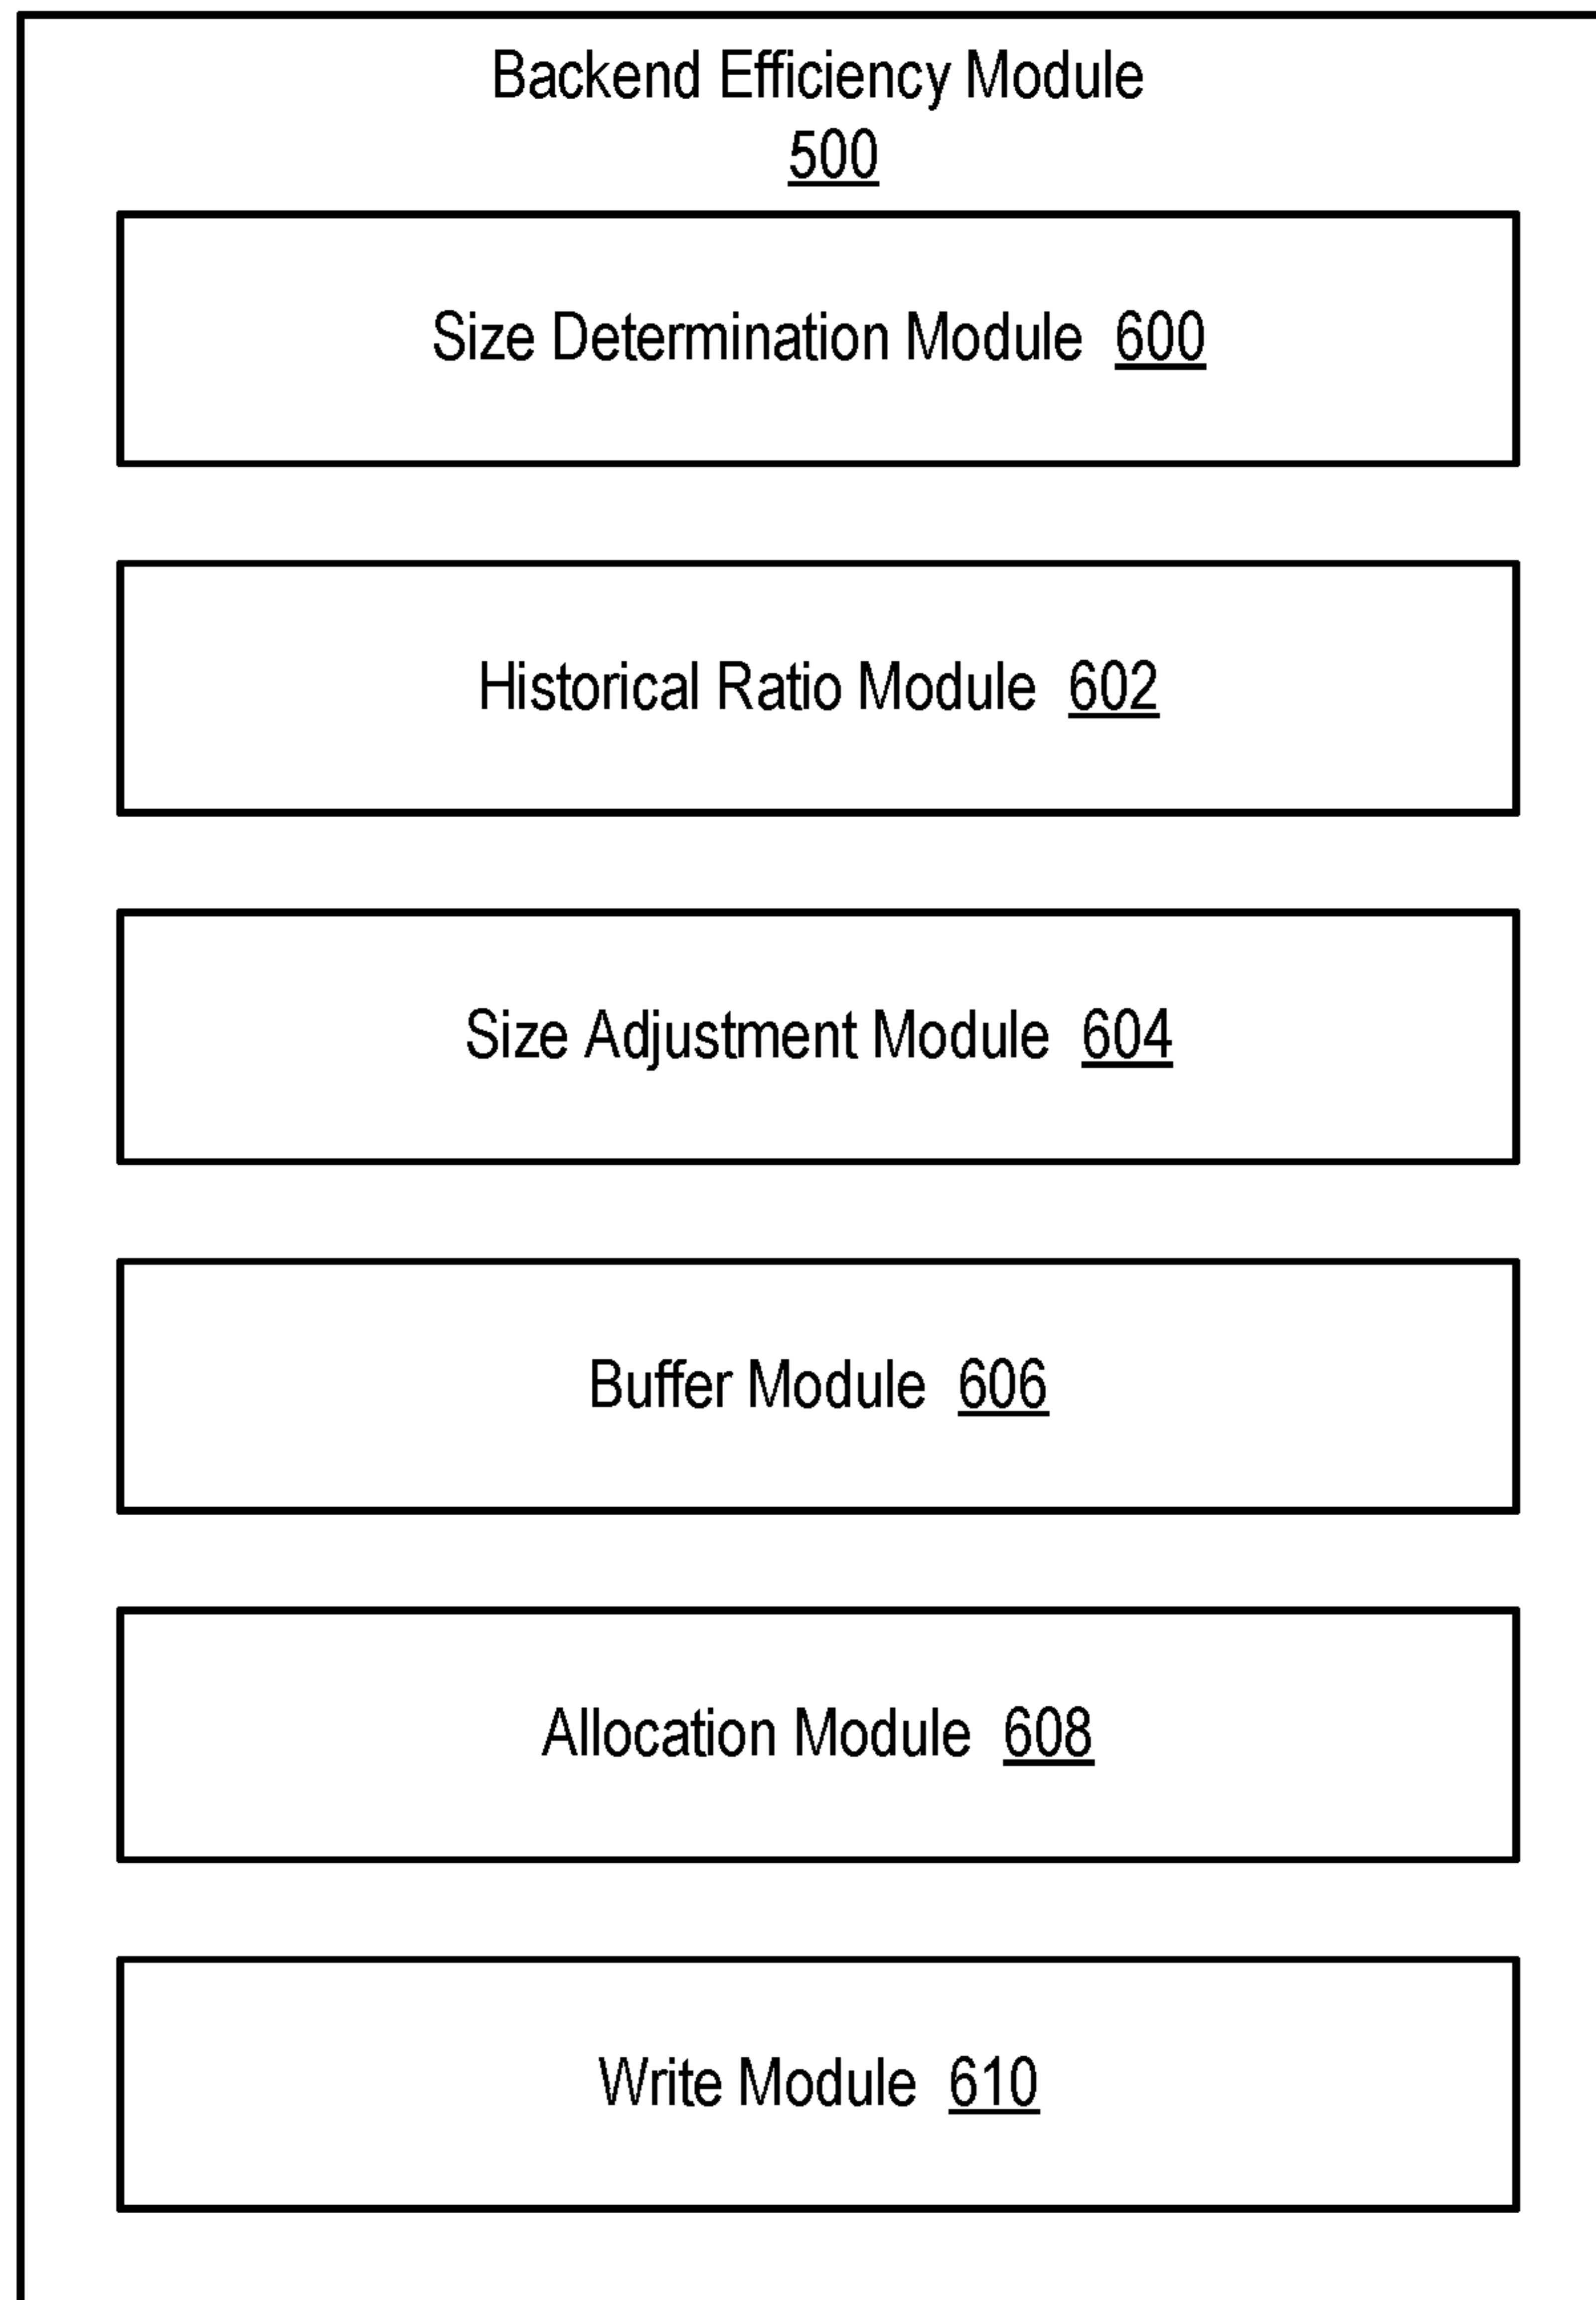 Backend Efficiency Module
500
Size Determination Module 600
Historical Ratio Module 602
Size Adjustment Module 604
Buffer Module 606
Allocation Module 608
Write Module 610